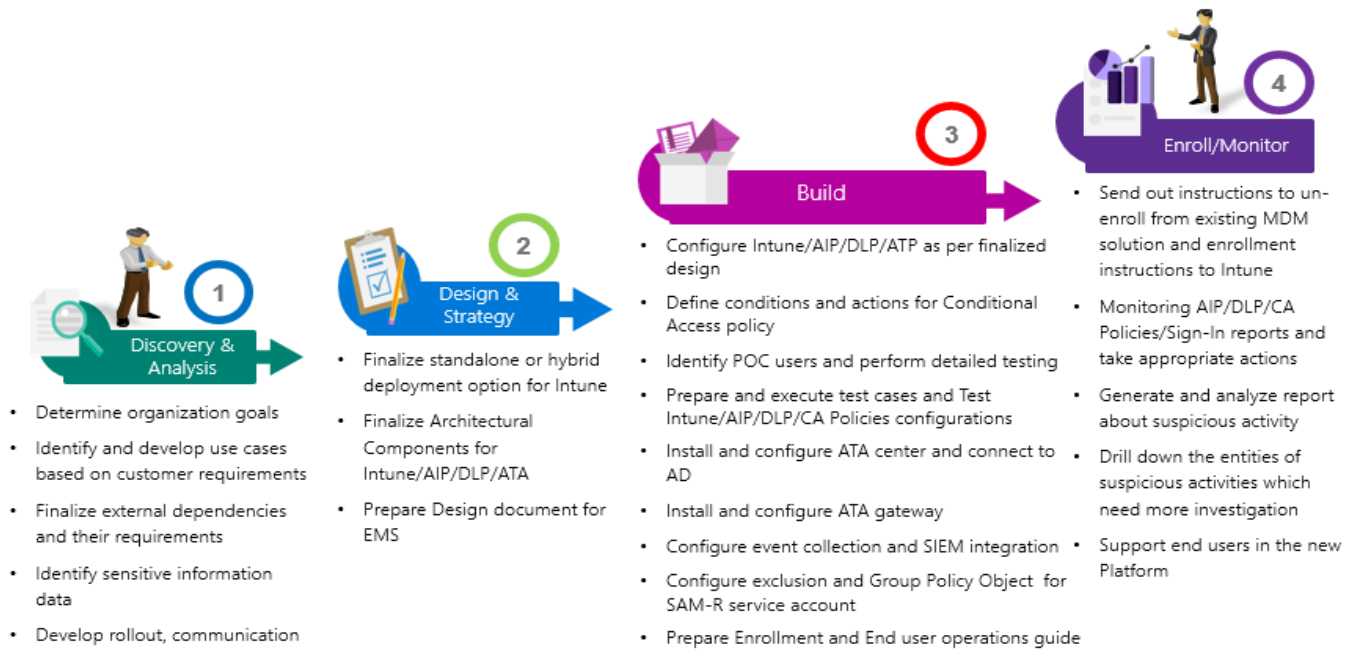 1
Discovery &
Analysis
• Determine organization goals
• Identify and develop use cases
based on customer requirements
• Finalize external dependencies
and their requirements
• Identify sensitive information
data
• Develop rollout, communication
2
Design &
Strategy
• Finalize standalone or hybrid
deployment option for Intune
• Finalize Architectural
Components for
Intune/AIP/DLP/ATA
• Prepare Design document for
EMS
3
Build
• Configure Intune/AIP/DLP/ATP as per finalized
design
• Define conditions and actions for Conditional
Access policy
• Identify POC users and perform detailed testing
• Prepare and execute test cases and Test
Intune/AIP/DLP/CA Policies configurations
• Install and configure ATA center and connect to
AD
• Install and configure ATA gateway
• Configure event collection and SIEM integration
• Configure exclusion and Group Policy Object for
SAM-R service account
• Prepare Enrollment and End user operations guide
4
Enroll/Monitor
• Send out instructions to un-
enroll from existing MDM
solution and enrollment
instructions to Intune
• Monitoring AIP/DLP/CA
Policies/Sign-In reports and
take appropriate actions
• Generate and analyze report
about suspicious activity
• Drill down the entities of
suspicious activities which
need more investigation
• Support end users in the new
Platform